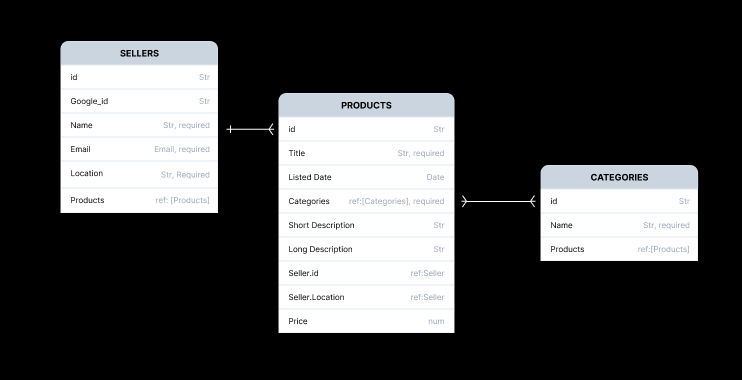 SELLERS
id Str
Google_id Str
Name Str, required
Email Email, required
Location Str, Required
Products ref: [Products]
PRODUCTS
id Str
Title Str, required
Listed Date Date
Categories ref:[Categories], required
Short Description Str
Long Description Str
Seller.id ref:Seller
Seller.Location ref:Seller
Price num
CATEGORIES
id Str
Name Str, required
Products ref:[Products]